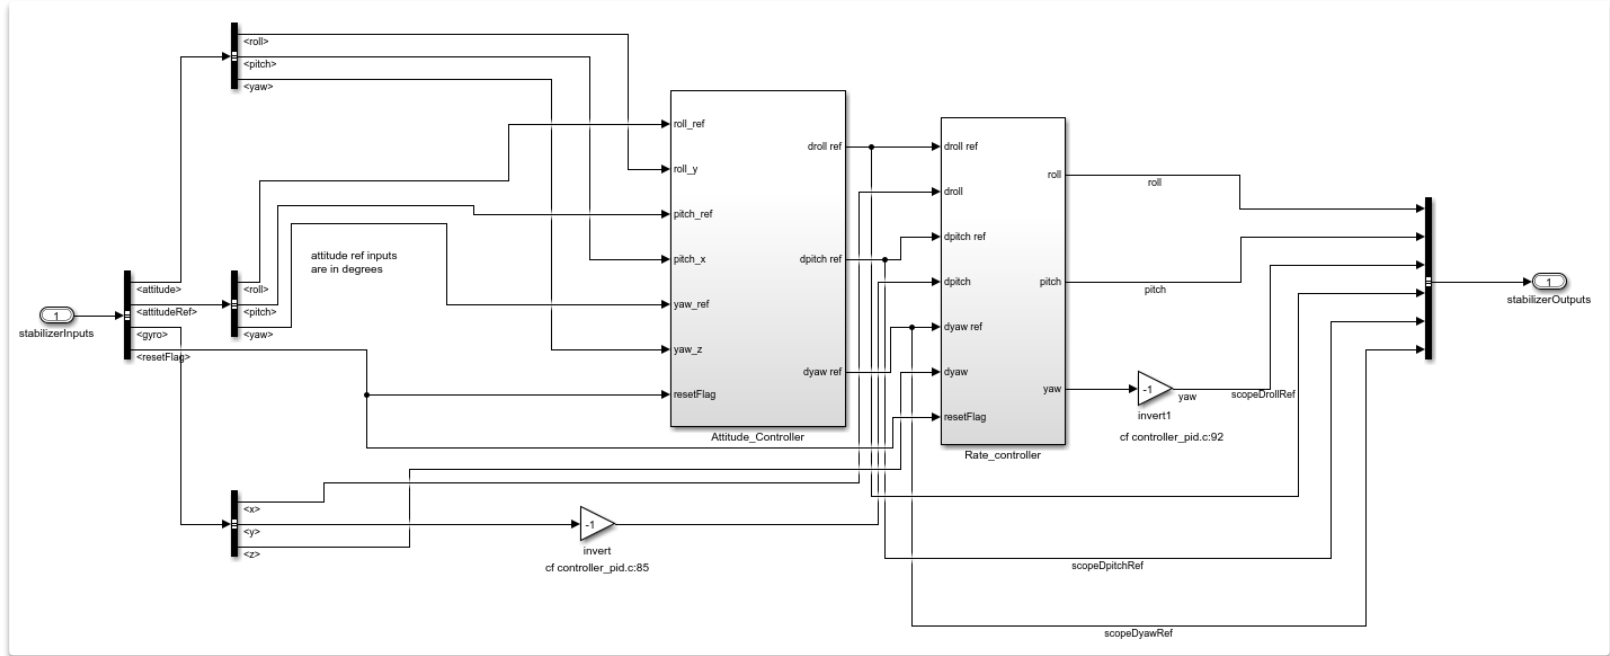 1
stabilizerInputs
<attitude>
<attitudeRef>
<gyro>
<resetFlag>
<roll>
<pitch>
<yaw>
<roll>
<pitch>
<yaw>
attitude ref inputs
are in degrees
<x>
<y>
<z>
-1
invert
cf controller_pid.c:85
roll_ref
roll_y
pitch_ref
pitch_x
yaw_ref
yaw_z
resetFlag
droll ref
dpitch ref
dyaw ref
Attitude_Controller
droll ref
droll
dpitch ref
dpitch
dyaw ref
dyaw
resetFlag
roll
pitch
yaw
Rate_controller
roll
pitch
-1
yaw
invert1
cf controller_pid.c:92
scopeDrollRef
scopeDpitchRef
scopeDyawRef
1
stabilizerOutputs